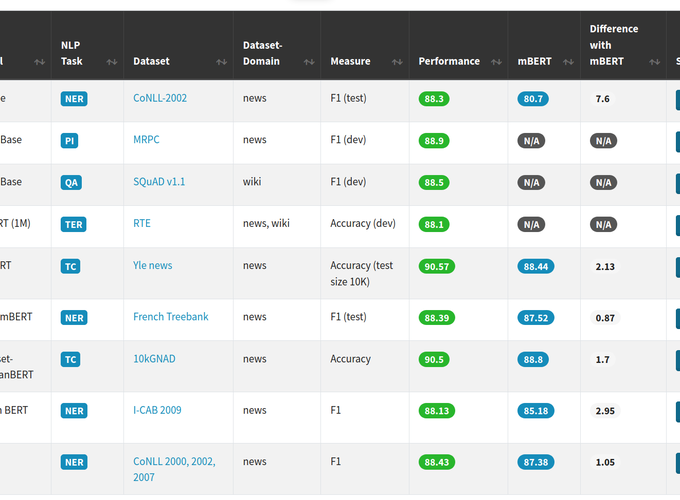 NLP Task Dataset Dataset-Domain Measure Performance mBERT Difference with mBERT
e NER CoNLL-2002 news F1 (test) 88.3 80.7 7.6
Base PI MRPC news F1 (dev) 88.9 N/A N/A
Base QA SQuAD v1.1 wiki F1 (dev) 88.5 N/A N/A
RT (1M) TER RTE news, wiki Accuracy (dev) 88.1 N/A N/A
RT TC Yle news news Accuracy (test size 10K) 90.57 88.44 2.13
mBERT NER French Treebank news F1 (test) 88.39 87.52 0.87
set-anBERT TC 10kGNAD news Accuracy 90.5 88.8 1.7
n BERT NER I-CAB 2009 news F1 88.13 85.18 2.95
NER CoNLL 2000, 2002, 2007 news F1 88.43 87.38 1.05